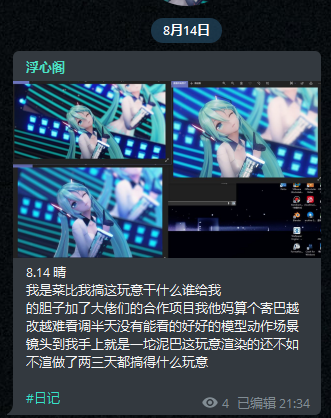 8月14日
浮心阁
8.14 晴
我是菜比我搞这玩意干什么谁给我
的胆子加了大佬们的合作项目我他妈算个寄巴越
改越难看调半天没有能看的好好的模型动作场景
镜头到我手上就是一坨泥巴这玩意渲染的还不如
不渲做了两三天都搞得什么玩意
#日记
4 已编辑 21:34